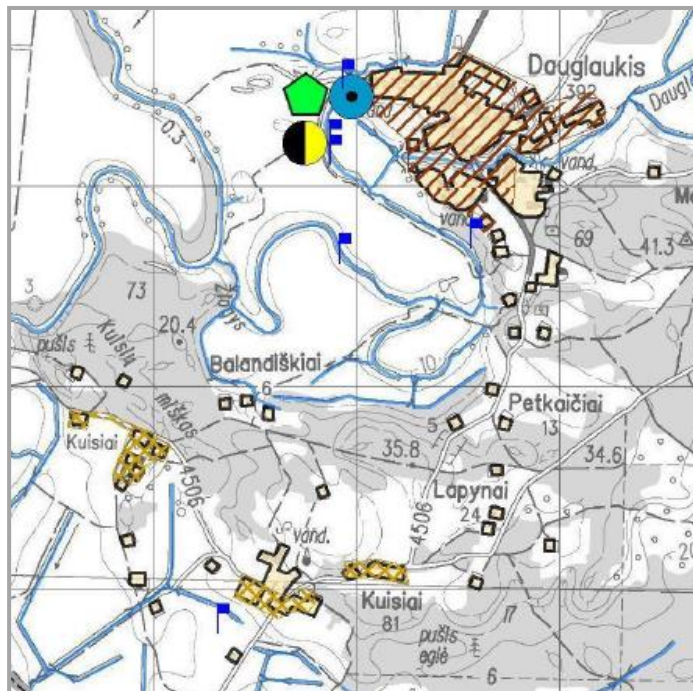 Dauglaukis
392
Daugl
0.3
vand.
vand.
M
69
41.3
3
73
Žlapys
20.4
pušis
Kuisių
miškas
Balandiškiai
6
10
Petkaičiai
13
5
Kuisiai
35.8
34.6
4506
Lapynai
24
4506
vand.
Kuisiai
81
17
pušis
eglė
6